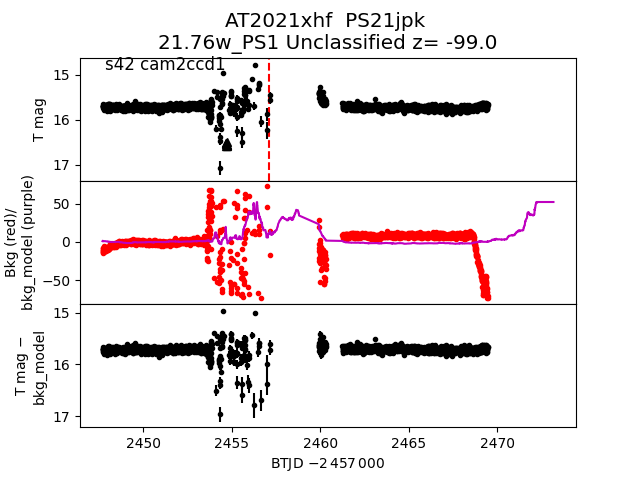 AT2021xhf  PS21jpk
21.76w_PS1 Unclassified z= -99.0
s42 cam2ccd1
15
16
17
T mag
50
0
−50
Bkg (red)/
bkg_model (purple)
15
16
17
T mag −
bkg_model
2450
2455
2460
2465
2470
BTJD −2 457 000